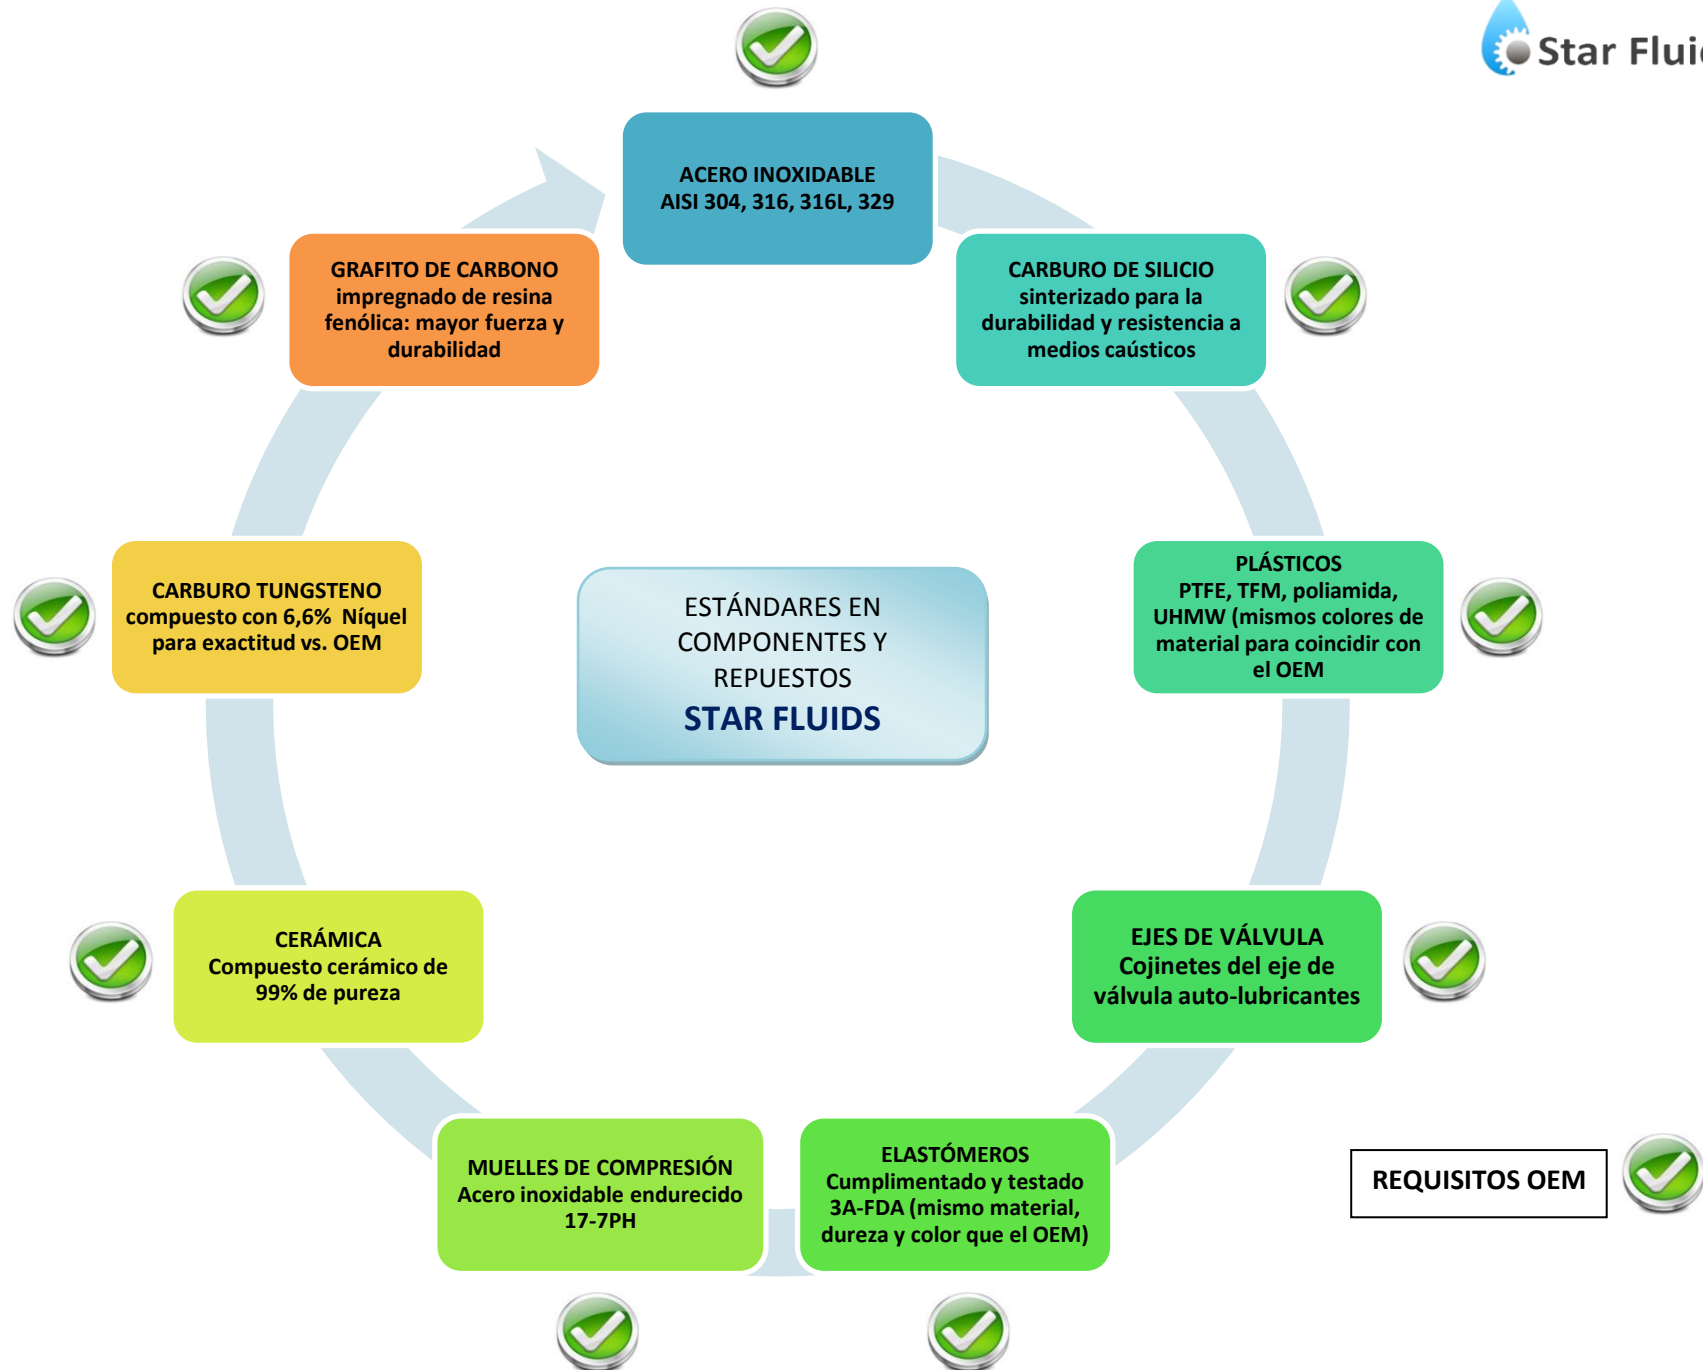 Star Fluid
ACERO INOXIDABLE
AISI 304, 316, 316L, 329
GRAFITO DE CARBONO
impregnado de resina
fenólica: mayor fuerza y
durabilidad
CARBURO DE SILICIO
sinterizado para la
durabilidad y resistencia a
medios caústicos
CARBURO TUNGSTENO
compuesto con 6,6% Níquel
para exactitud vs. OEM
ESTÁNDARES EN
COMPONENTES Y
REPUESTOS
STAR FLUIDS
PLÁSTICOS
PTFE, TFM, poliamida,
UHMW (mismos colores de
material para coincidir con
el OEM
CERÁMICA
Compuesto cerámico de
99% de pureza
EJES DE VÁLVULA
Cojinetes del eje de
válvula auto-lubricantes
MUELLES DE COMPRESIÓN
Acero inoxidable endurecido
17-7PH
ELASTÓMEROS
Cumplimentado y testado
3A-FDA (mismo material,
dureza y color que el OEM)
REQUISITOS OEM